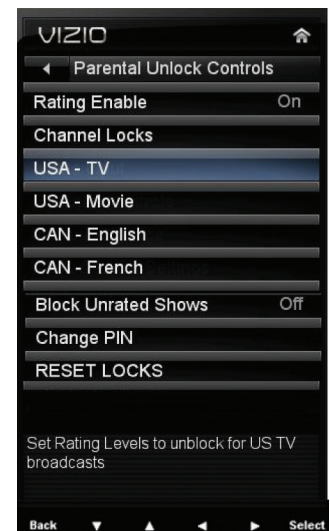 VIZIO
Parental Unlock Controls
Rating Enable On
Channel Locks
USA - TV
USA - Movie
CAN - English
CAN - French
Block Unrated Shows Off
Change PIN
RESET LOCKS
Set Rating Levels to unblock for US TV
broadcasts
Back ▼ ▲ ◄ ► Select